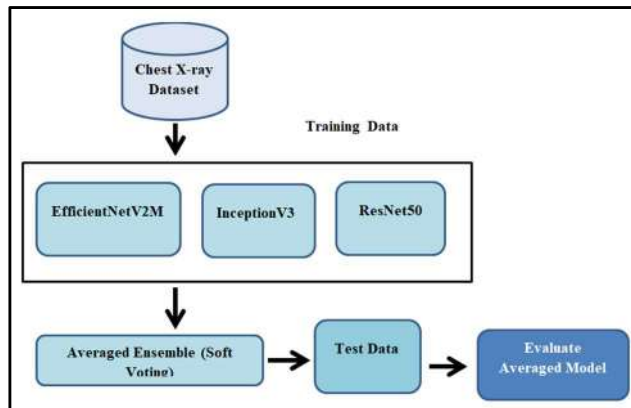 Chest X-ray
Dataset
Training Data
EfficientNetV2M
InceptionV3
ResNet50
Averaged Ensemble (Soft
Voting)
Test Data
Evaluate
Averaged Model